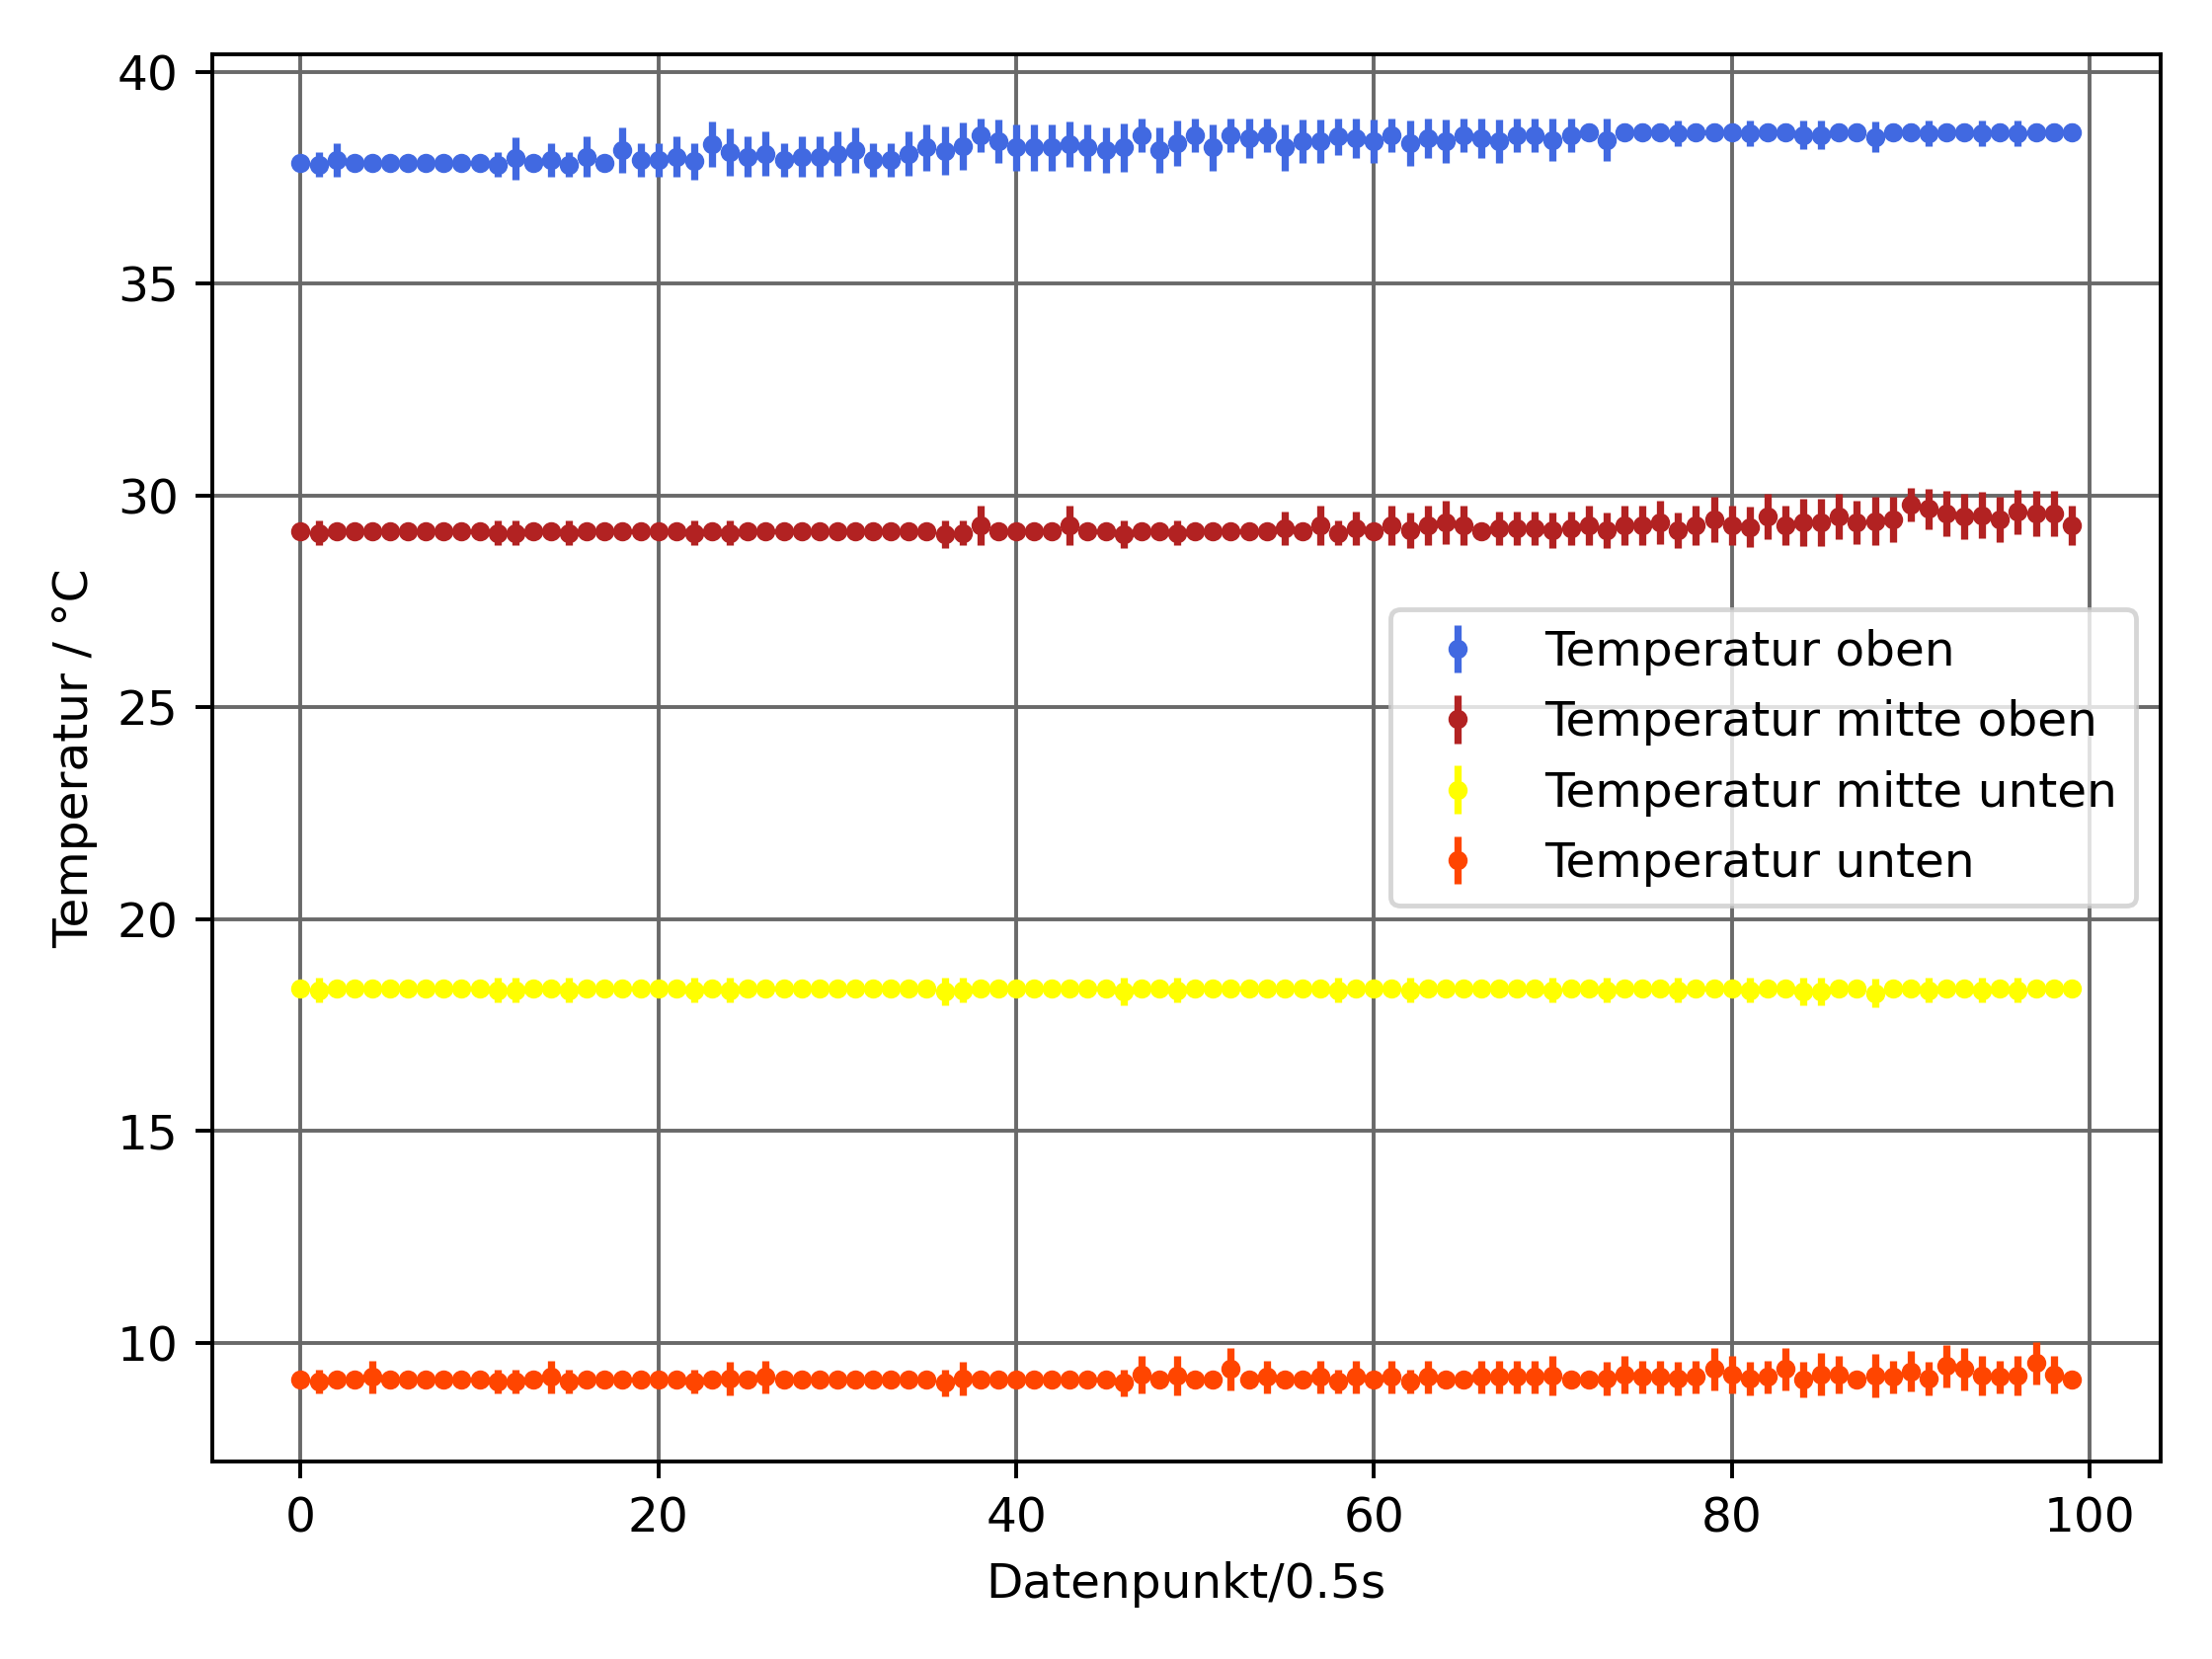 40
35
30
25
20
15
10
Temperatur / °C
Temperatur oben
Temperatur mitte oben
Temperatur mitte unten
Temperatur unten
0 20 40 60 80 100
Datenpunkt/0.5s